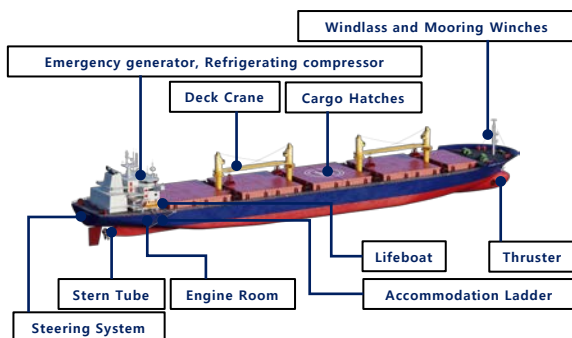 Windlass and Mooring Winches
Emergency generator, Refrigerating compressor
Deck Crane
Cargo Hatches
Lifeboat
Thruster
Stern Tube
Engine Room
Accommodation Ladder
Steering System